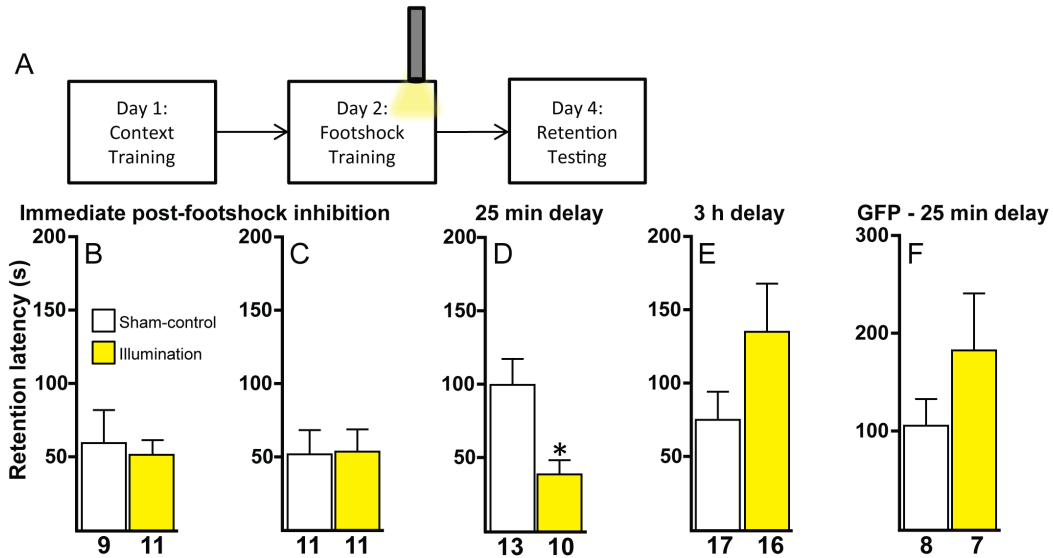 A
Day 1:
Context
Training
Day 2:
Footshock
Training
Day 4:
Retention
Testing
Immediate post-footshock inhibition
25 min delay
3 h delay
GFP - 25 min delay
Retention latency (s)
B
200
150
100
50
Sham-control
Illumination
9 11
C
200
150
100
50
11 11
D
200
150
100
50
*
13 10
E
200
150
100
50
17 16
F
300
200
100
8 7